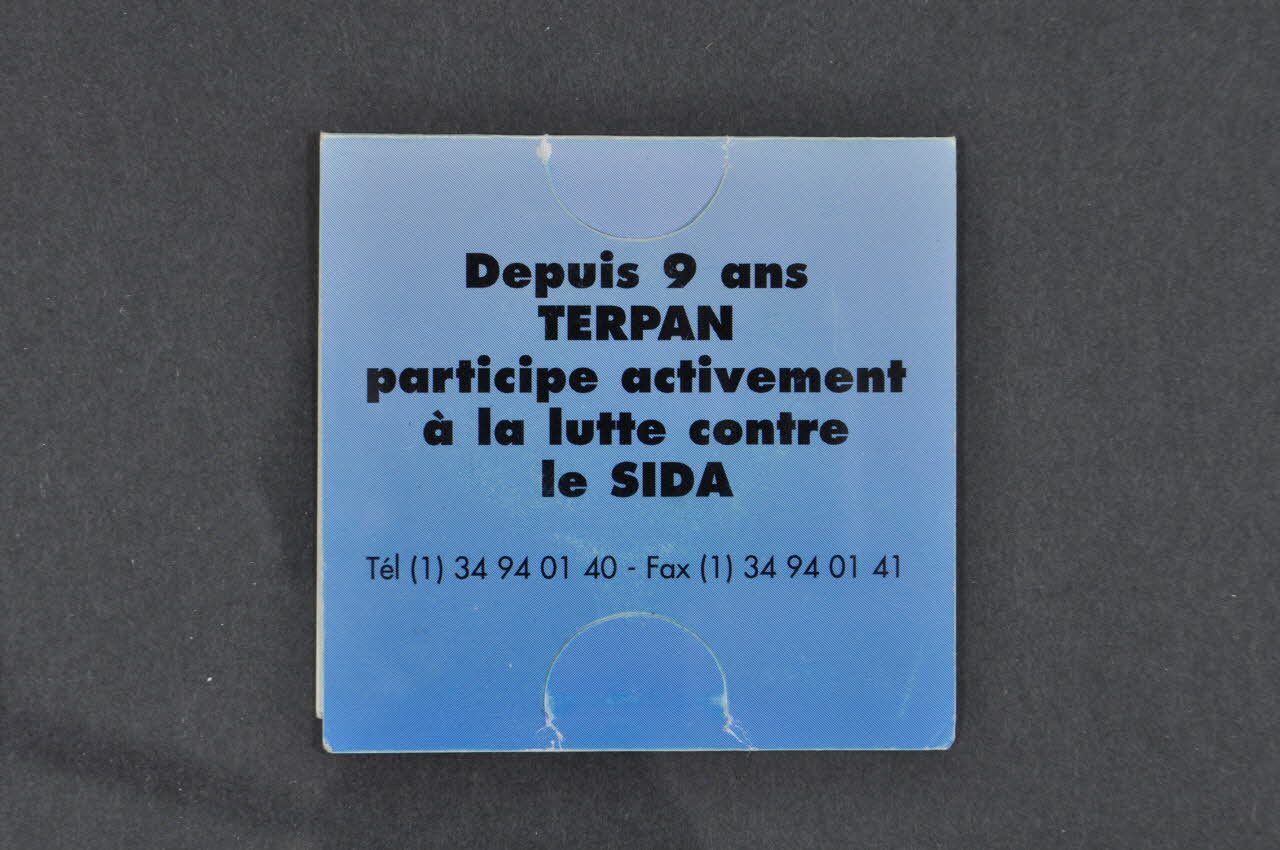 Depuis 9 ans
TERPAN
participe activement
à la lutte contre
le SIDA
Tél (1) 34 94 01 40 - Fax (1) 34 94 01 41